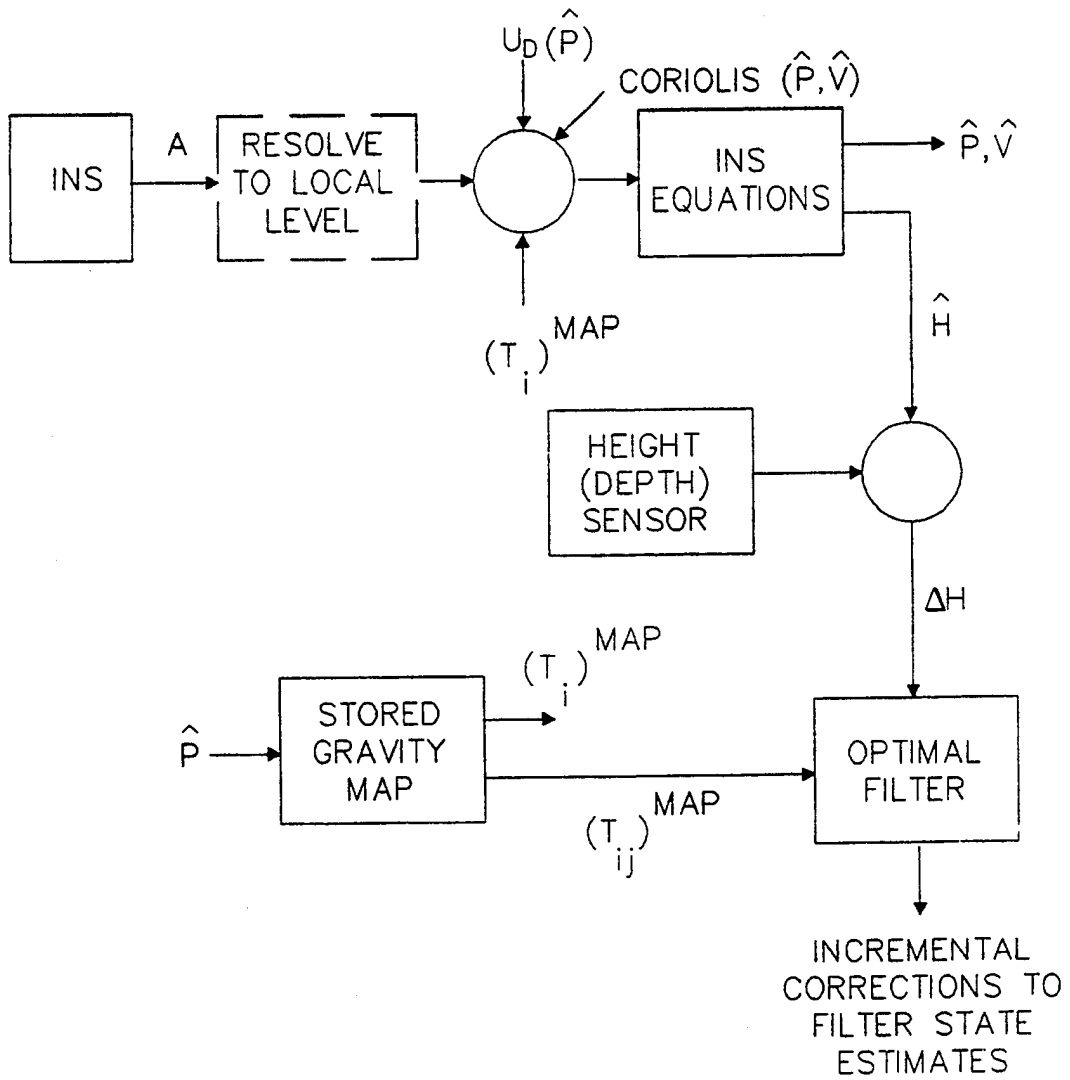 U_D(P̂)
CORIOLIS (P̂,V̂)
INS
A
RESOLVE
TO LOCAL
LEVEL
INS
EQUATIONS
P̂,V̂
(T_i)^MAP
Ĥ
HEIGHT
(DEPTH)
SENSOR
ΔH
P̂
STORED
GRAVITY
MAP
(T_i)^MAP
(T_ij)^MAP
OPTIMAL
FILTER
INCREMENTAL
CORRECTIONS TO
FILTER STATE
ESTIMATES